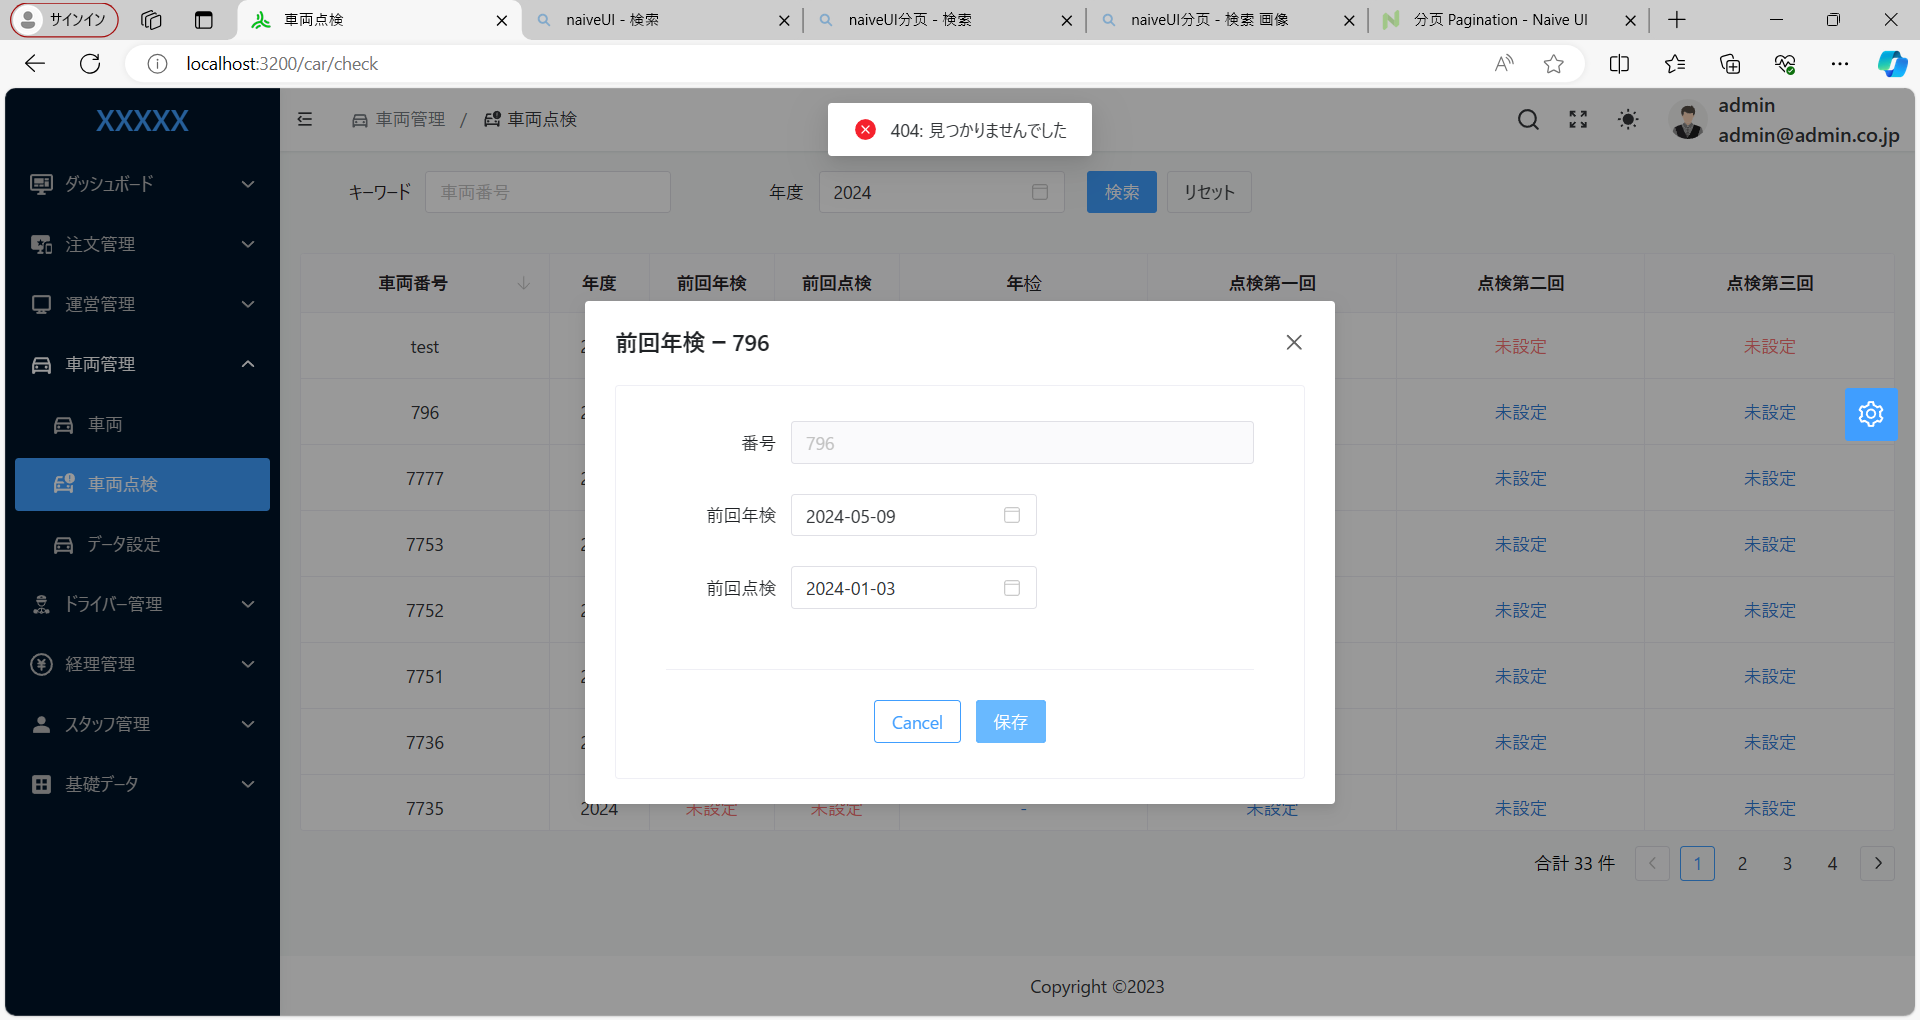 サインイン
車両点検
naiveUI - 検索
naiveUI分页 - 検索
naiveUI分页 - 検索 画像
分页 Pagination - Naive UI
localhost:3200/car/check
XXXXX
車両管理 / 車両点検
404: 見つかりませんでした
admin
admin@admin.co.jp
ダッシュボード
注文管理
運営管理
車両管理
車両
車両点検
データ設定
ドライバー管理
経理管理
スタッフ管理
基礎データ
キーワード 車両番号 年度 2024 検索 リセット
車両番号 年度 前回年検 前回点検 年检 点検第一回 点検第二回 点検第三回
test 2 未設定 未設定
796 2 未設定 未設定
7777 2 未設定 未設定
7753 2 未設定 未設定
7752 2 未設定 未設定
7751 2 未設定 未設定
7736 2 未設定 未設定
7735 2024 未設定 未設定 - 未設定 未設定 未設定
前回年検 – 796
番号 796
前回年検 2024-05-09
前回点検 2024-01-03
Cancel 保存
合計 33 件 1 2 3 4
Copyright ©2023